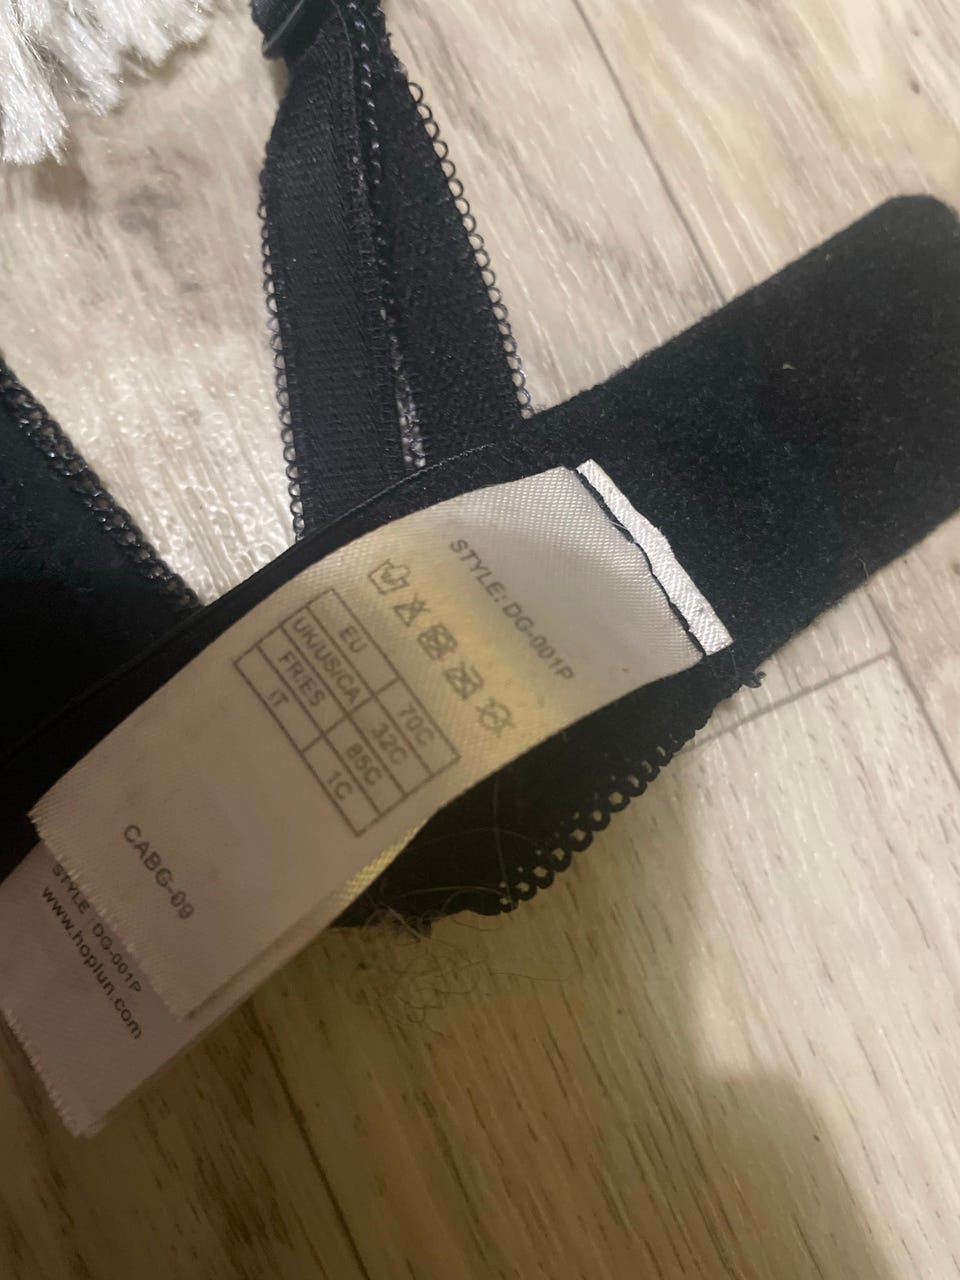 STYLE: DG-001P
EU 70C
UK/US/CA 32C
FR/ES 85C
IT 1C
CABG-09
STYLE : DG-001P
www.hoplun.com